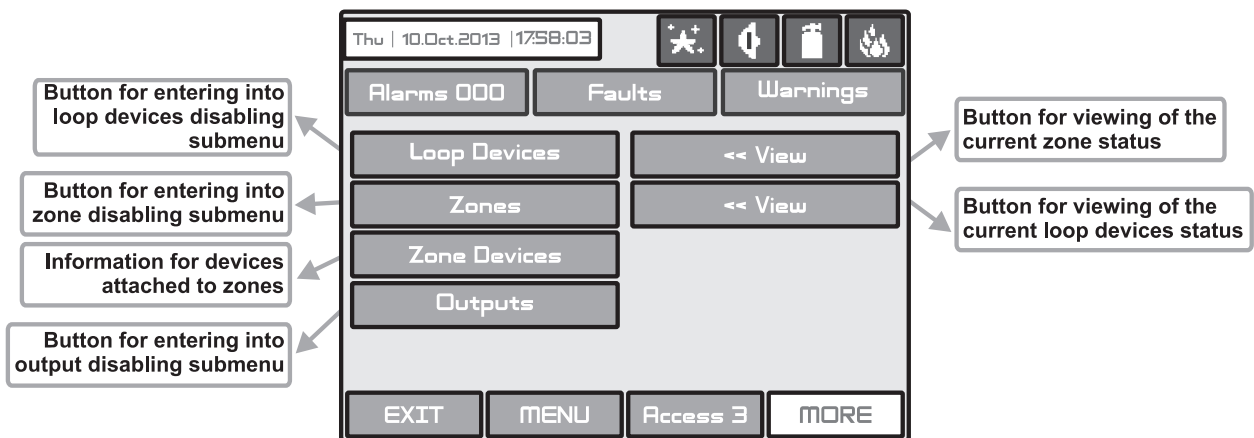 Thu | 10.Oct.2013 |17:58:03
Alarms 000 Faults Warnings
Button for entering into
loop devices disabling
submenu
Button for entering into
zone disabling submenu
Information for devices
attached to zones
Button for entering into
output disabling submenu
Loop Devices << View
Zones << View
Zone Devices
Outputs
EXIT MENU Access 3 MORE
Button for viewing of the
current zone status
Button for viewing of the
current loop devices status